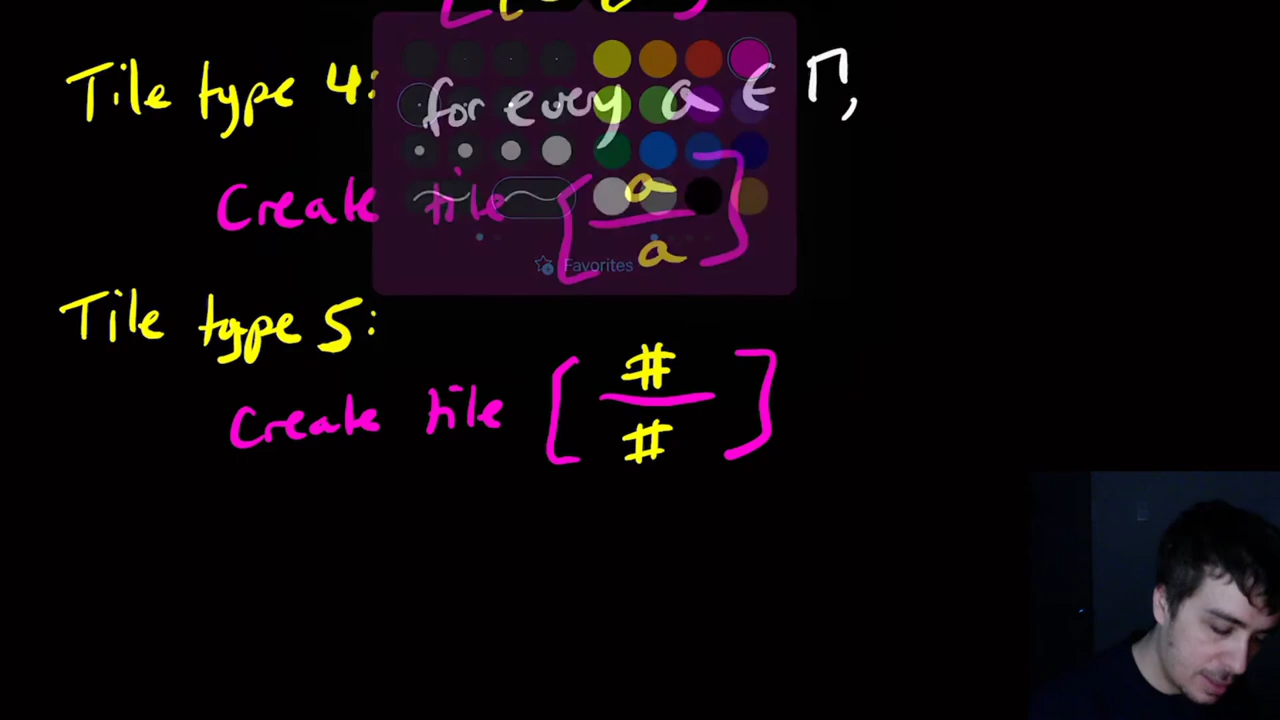 Tile type 4: for every a ∈ Γ,
Create tile [a/a]
Favorites
Tile type 5:
Create tile [#/#]